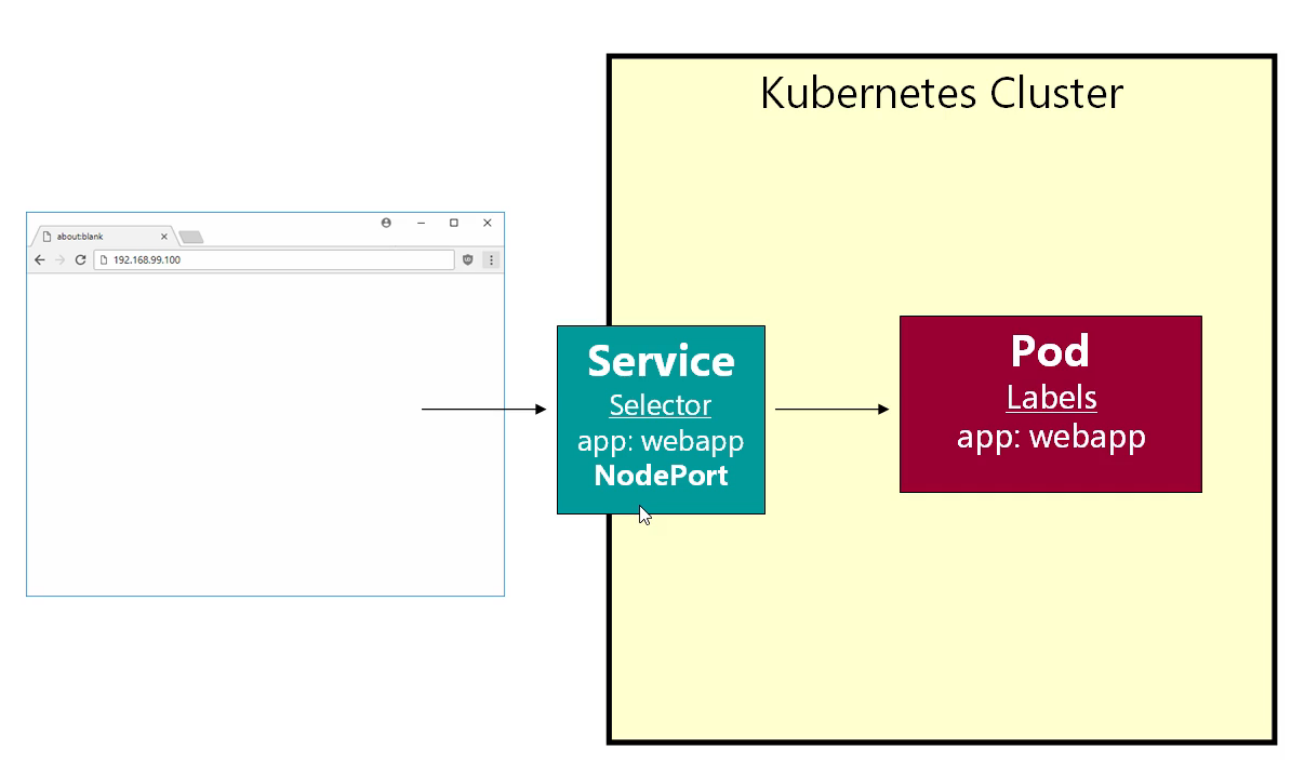 Kubernetes Cluster
about:blank
192.168.99.100
Service
Selector
app: webapp
NodePort
Pod
Labels
app: webapp